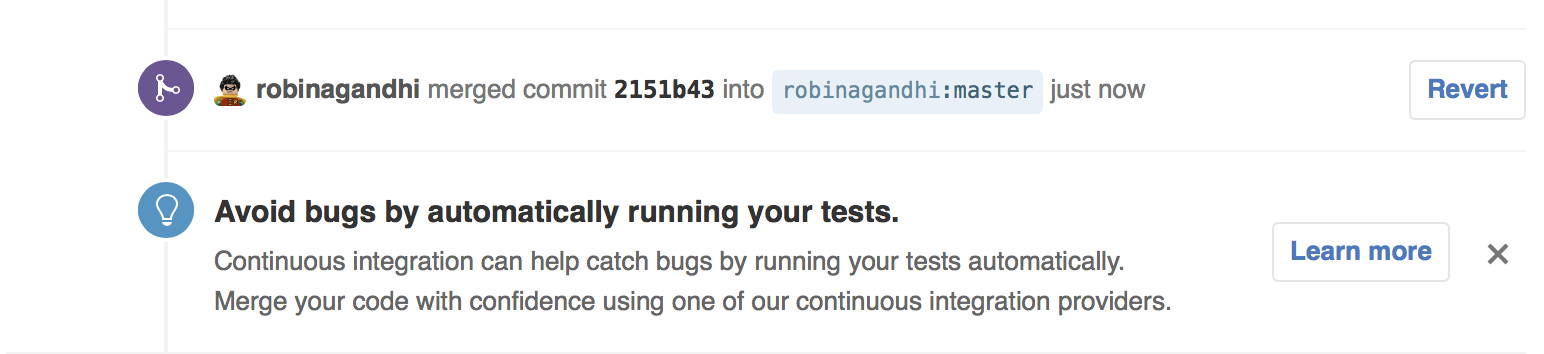 robinagandhi merged commit 2151b43 into robinagandhi:master just now Revert
Avoid bugs by automatically running your tests.
Continuous integration can help catch bugs by running your tests automatically.
Merge your code with confidence using one of our continuous integration providers.
Learn more